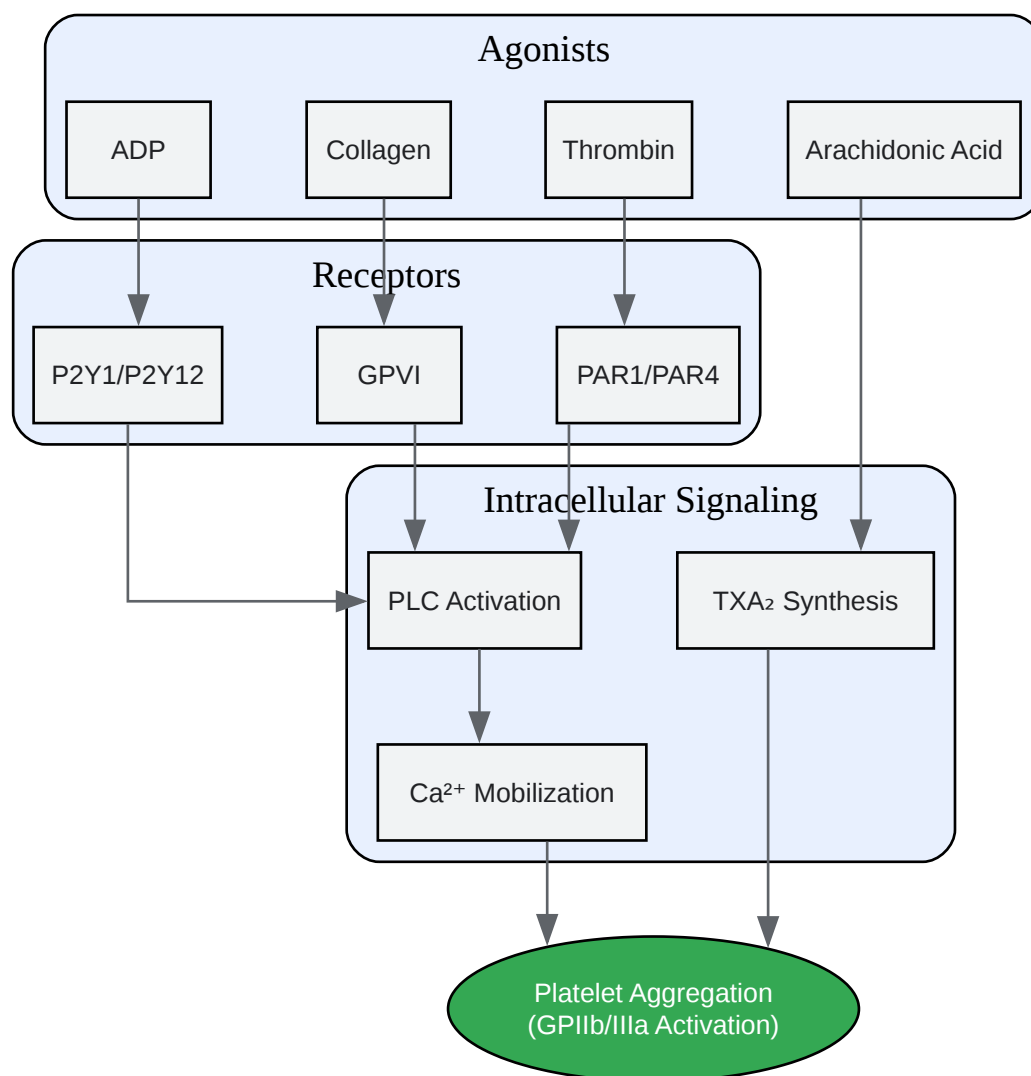 Agonists
ADP
Collagen
Thrombin
Arachidonic Acid
Receptors
P2Y1/P2Y12
GPVI
PAR1/PAR4
Intracellular Signaling
PLC Activation
TXA₂ Synthesis
Ca²⁺ Mobilization
Platelet Aggregation
(GPIIb/IIIa Activation)